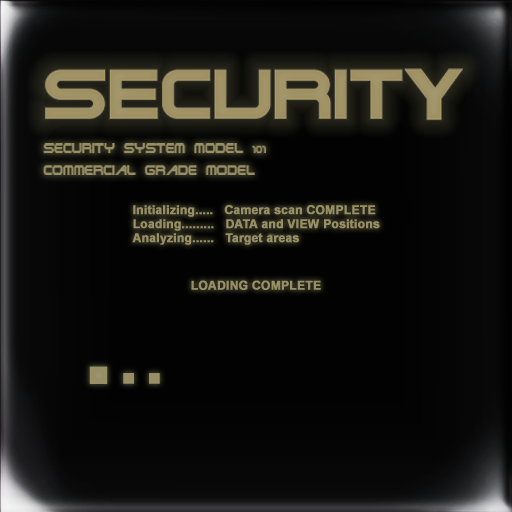 SECURITY
SECURITY SYSTEM MODEL 101
COMMERCIAL GRADE MODEL
Initializing..... Camera scan COMPLETE
Loading......... DATA and VIEW Positions
Analyzing...... Target areas
LOADING COMPLETE